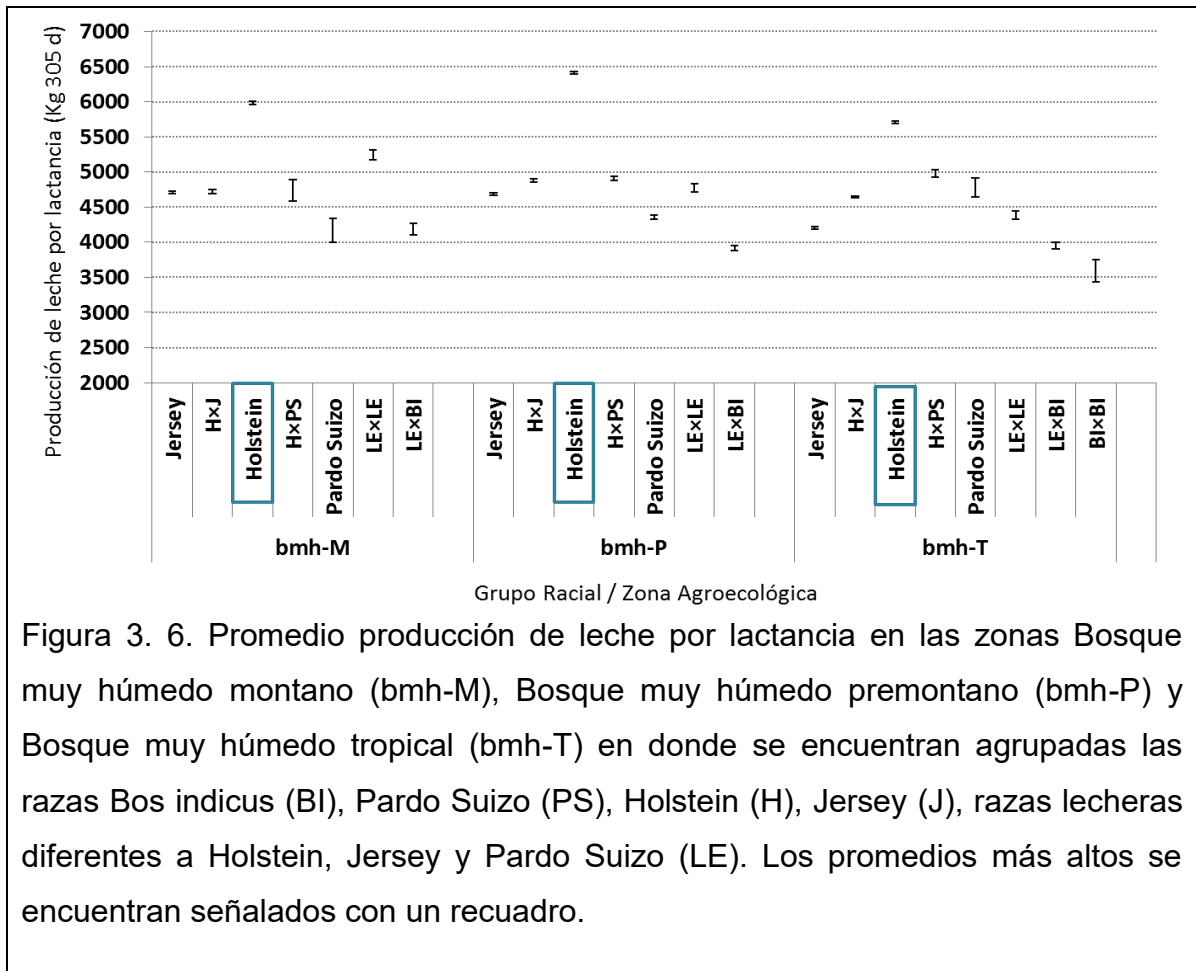 Producción de leche por lactancia (Kg 305 d)
7000
6500
6000
5500
5000
4500
4000
3500
3000
2500
2000
Jersey
H×J
Holstein
H×PS
Pardo Suizo
LE×LE
LE×BI
Jersey
H×J
Holstein
H×PS
Pardo Suizo
LE×LE
LE×BI
Jersey
H×J
Holstein
H×PS
Pardo Suizo
LE×LE
LE×BI
BI×BI
bmh-M bmh-P bmh-T
Grupo Racial / Zona Agroecológica
Figura 3. 6. Promedio producción de leche por lactancia en las zonas Bosque
muy húmedo montano (bmh-M), Bosque muy húmedo premontano (bmh-P) y
Bosque muy húmedo tropical (bmh-T) en donde se encuentran agrupadas las
razas Bos indicus (BI), Pardo Suizo (PS), Holstein (H), Jersey (J), razas lecheras
diferentes a Holstein, Jersey y Pardo Suizo (LE). Los promedios más altos se
encuentran señalados con un recuadro.